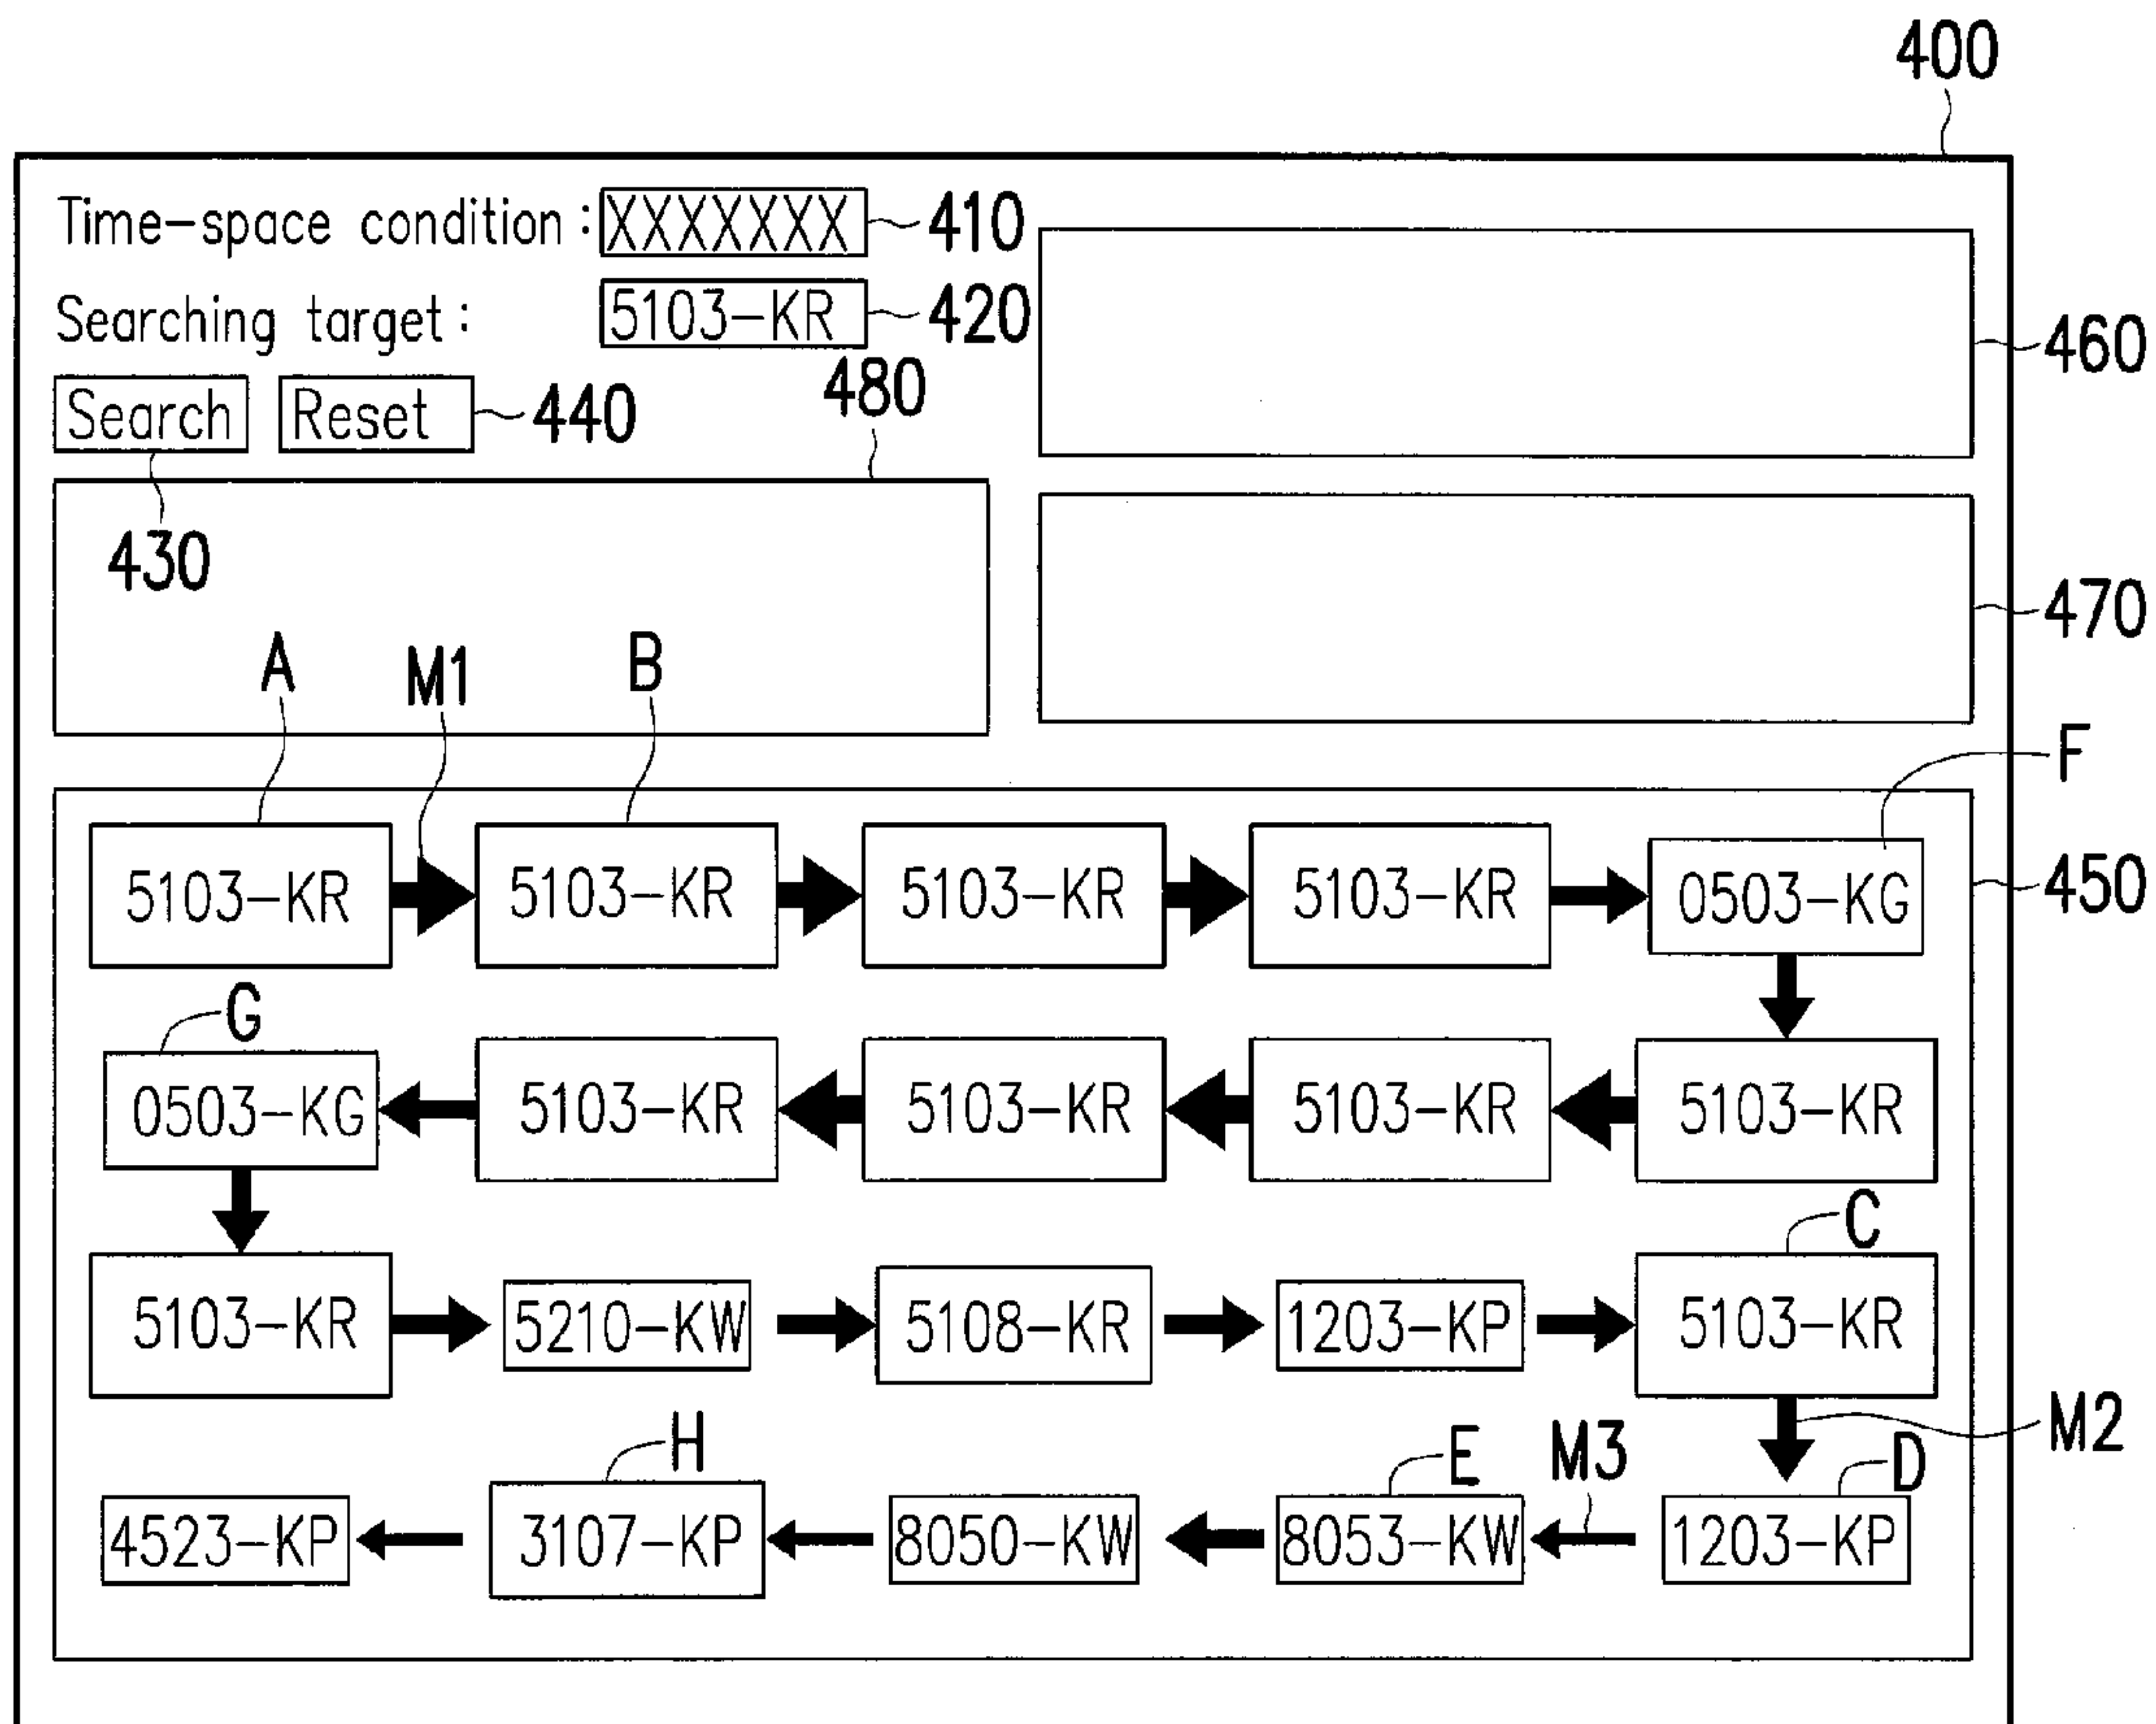 400
Time-space condition: XXXXXXX 410
Searching target: 5103-KR 420
460
Search Reset 440 480
430
470
A M1 B
F
5103-KR 5103-KR 5103-KR 5103-KR 0503-KG 450
G
0503-KG 5103-KR 5103-KR 5103-KR 5103-KR
C
5103-KR 5210-KW 5108-KR 1203-KP 5103-KR
H E M3 D M2
4523-KP 3107-KP 8050-KW 8053-KW 1203-KP